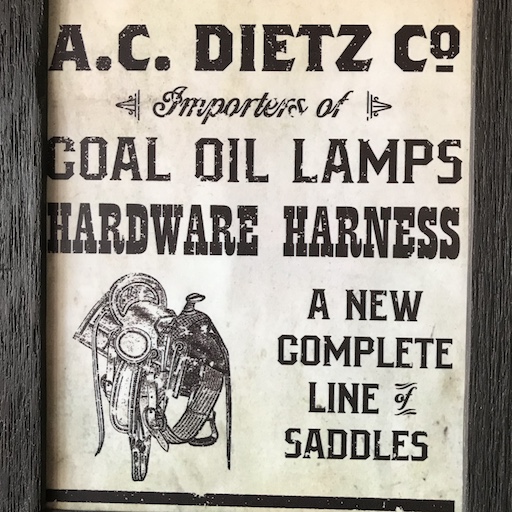 A.C. DIETZ Co
Importers of
COAL OIL LAMPS
HARDWARE HARNESS
A NEW
COMPLETE
LINE of
SADDLES